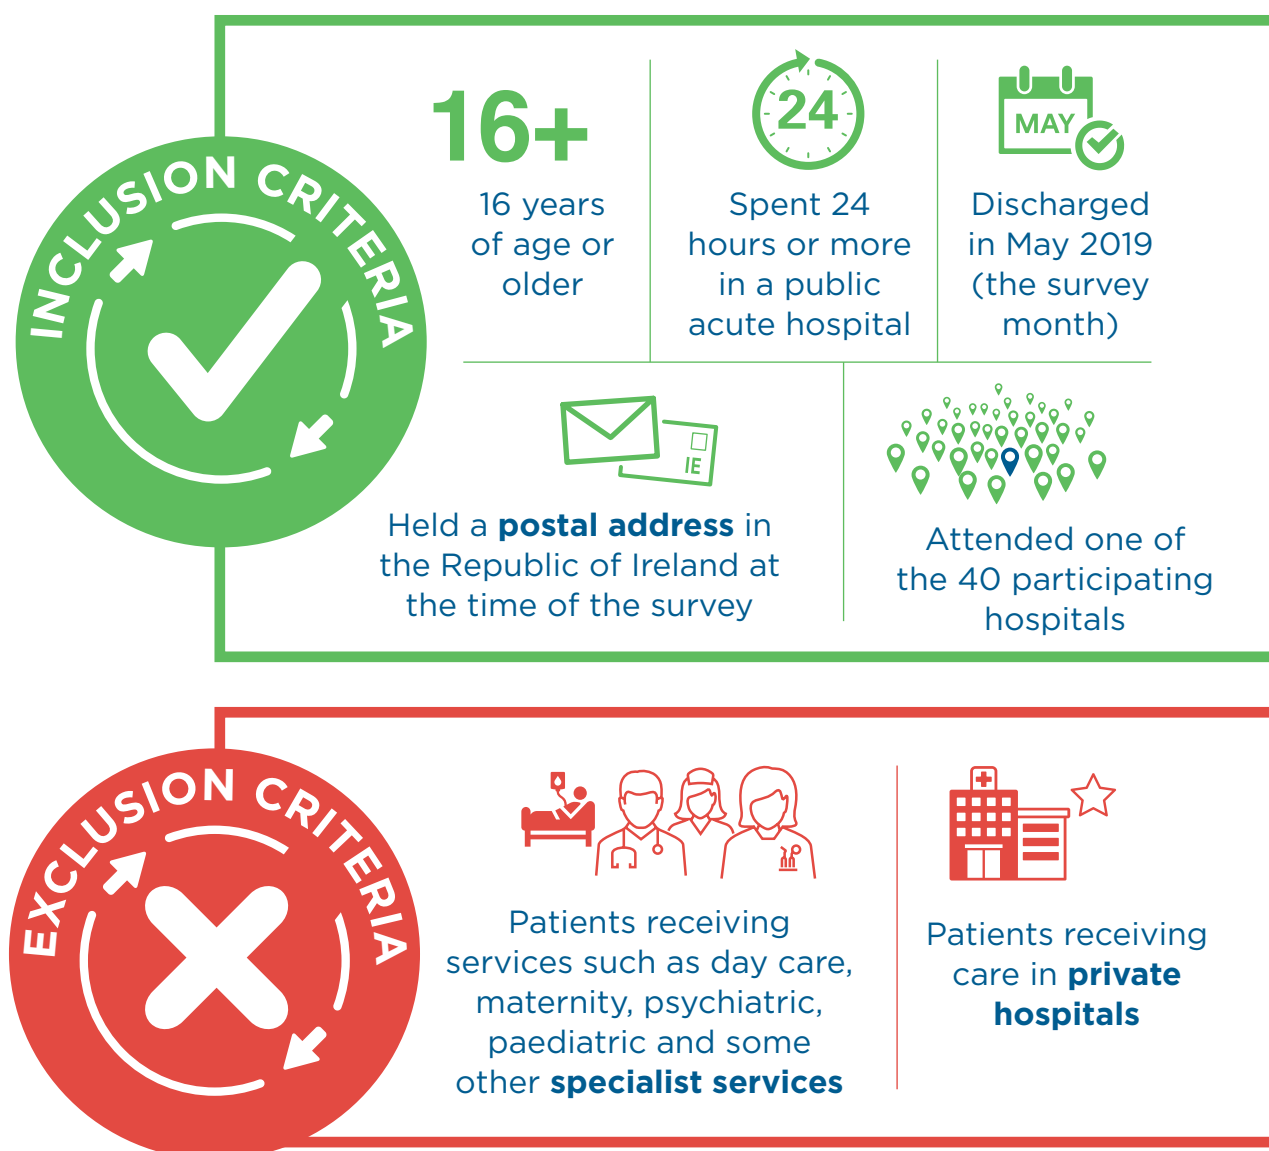 INCLUSION CRITERIA
16+
16 years
of age or
older
24
Spent 24
hours or more
in a public
acute hospital
MAY
Discharged
in May 2019
(the survey
month)
IE
Held a postal address in
the Republic of Ireland at
the time of the survey
Attended one of
the 40 participating
hospitals
EXCLUSION CRITERIA
Patients receiving
services such as day care,
maternity, psychiatric,
paediatric and some
other specialist services
Patients receiving
care in private
hospitals